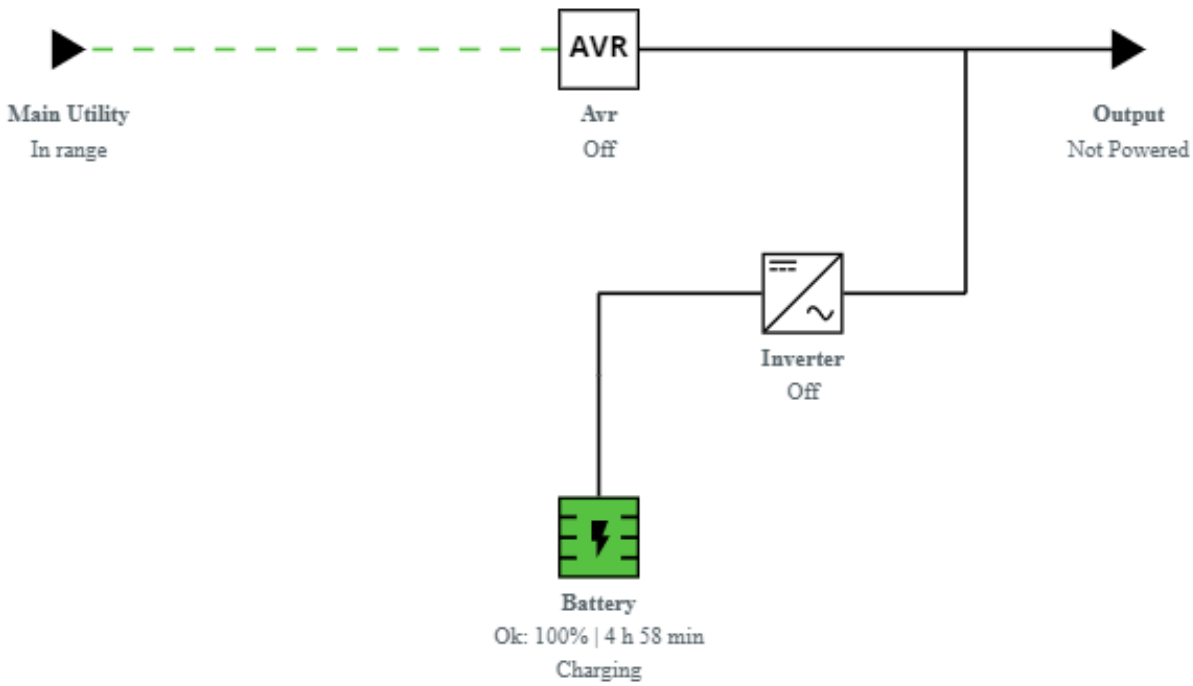 AVR
Main Utility
In range
Avr
Off
Output
Not Powered
Inverter
Off
Battery
Ok: 100% | 4 h 58 min
Charging